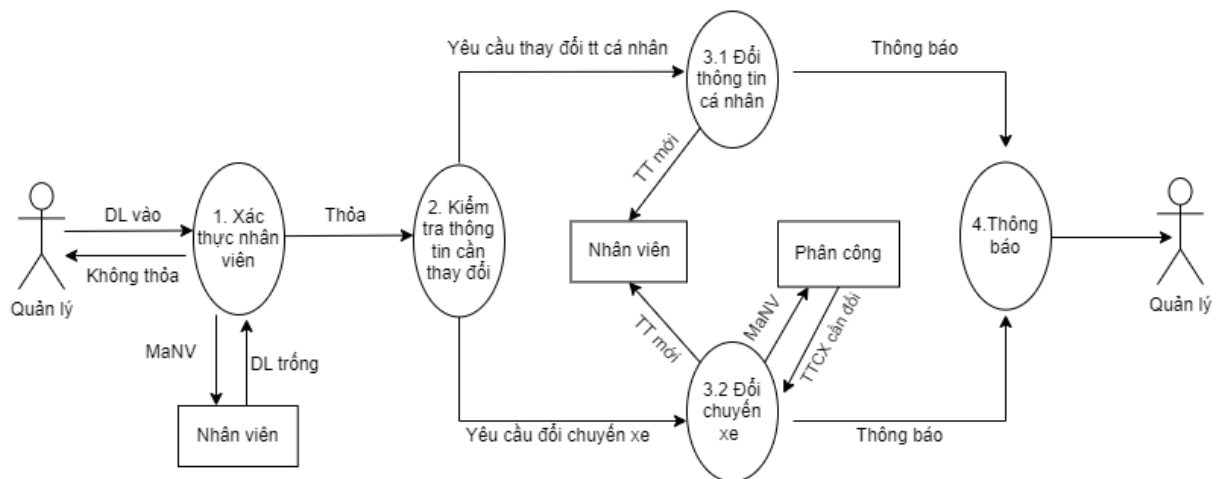 Yêu cầu thay đổi tt cá nhân
3.1 Đổi
thông tin
cá nhân
Thông báo
TT mới
DL vào
1. Xác
thực nhân
viên
Thỏa
2. Kiểm
tra thông
tin cần
thay đổi
Nhân viên
Phân công
4.Thông
báo
Không thỏa
Quản lý
Quản lý
MaNV
DL trống
TT mới
MaNV
TTCX cần đổi
Nhân viên
Yêu cầu đổi chuyến xe
3.2 Đổi
chuyến
xe
Thông báo